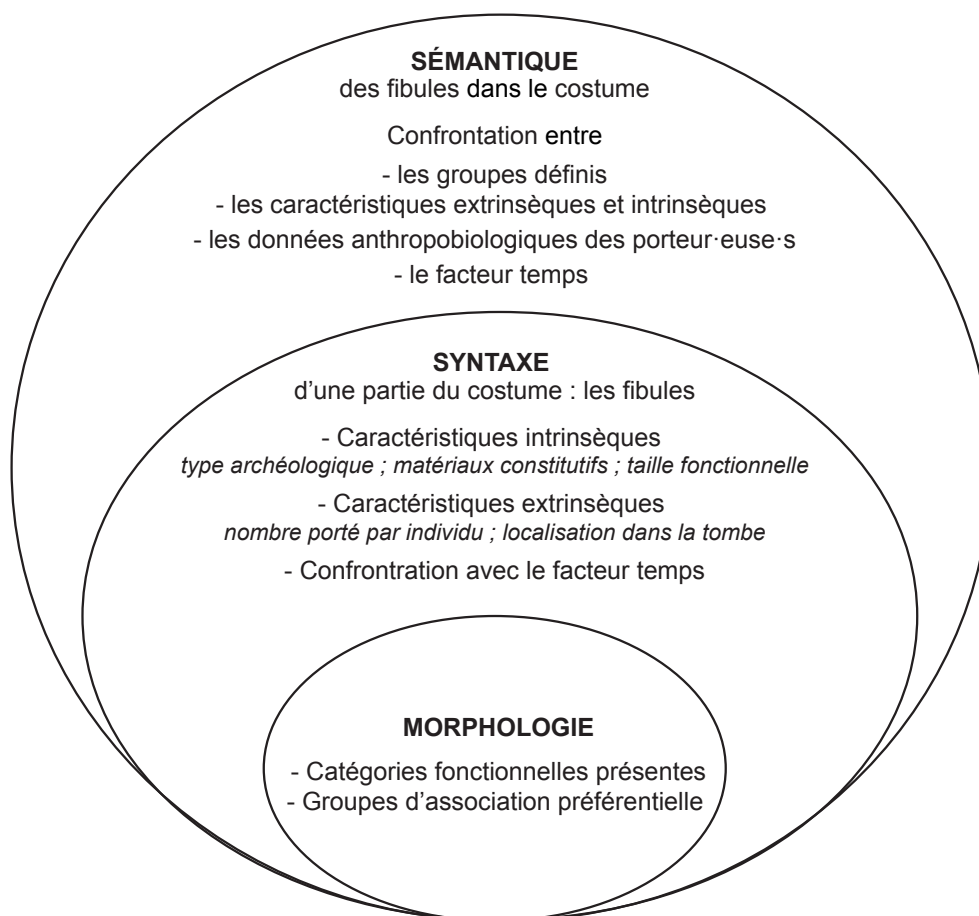 SÉMANTIQUE
des fibules dans le costume
Confrontation entre
- les groupes définis
- les caractéristiques extrinsèques et intrinsèques
- les données anthropobiologiques des porteur·euse·s
- le facteur temps
SYNTAXE
d’une partie du costume : les fibules
- Caractéristiques intrinsèques
type archéologique ; matériaux constitutifs ; taille fonctionnelle
- Caractéristiques extrinsèques
nombre porté par individu ; localisation dans la tombe
- Confrontration avec le facteur temps
MORPHOLOGIE
- Catégories fonctionnelles présentes
- Groupes d’association préférentielle